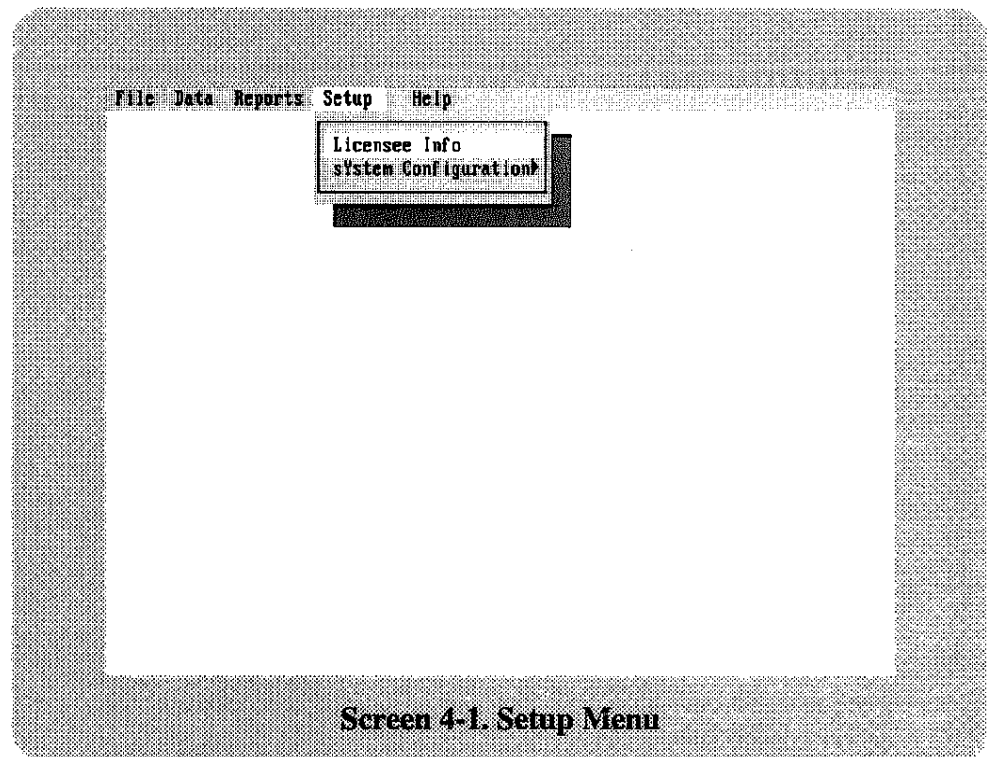 File Data Reports Setup Help
Licensee Info
sYstem Configuration
Screen 4-1. Setup Menu